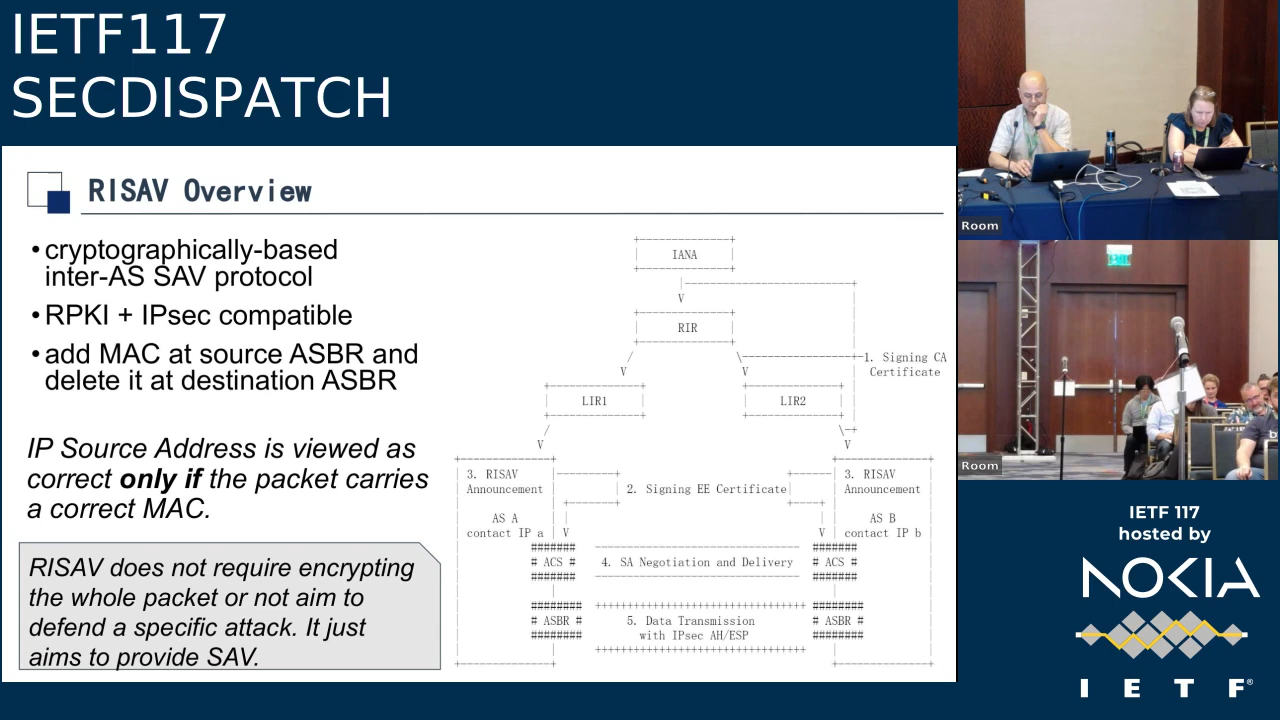 IETF117
SECDISPATCH
RISAV Overview
•cryptographically-based
inter-AS SAV protocol
•RPKI + IPsec compatible
•add MAC at source ASBR and
delete it at destination ASBR
IP Source Address is viewed as
correct only if the packet carries
a correct MAC.
RISAV does not require encrypting
the whole packet or not aim to
defend a specific attack. It just
aims to provide SAV.
IANA
V
RIR
1. Signing CA
V V Certificate
LIR1 LIR2
V V
3. RISAV 3. RISAV
Announcement 2. Signing EE Certificate Announcement
AS A AS B
contact IP a V V contact IP b
####### #######
# ACS # 4. SA Negotiation and Delivery # ACS #
####### #######
######## ++++++++++++++++++++++++++++++++ ########
# ASBR # 5. Data Transmission # ASBR #
######## with IPsec AH/ESP ########
++++++++++++++++++++++++++++++++
Room
Room
IETF 117
hosted by
NOKIA
I E T F®